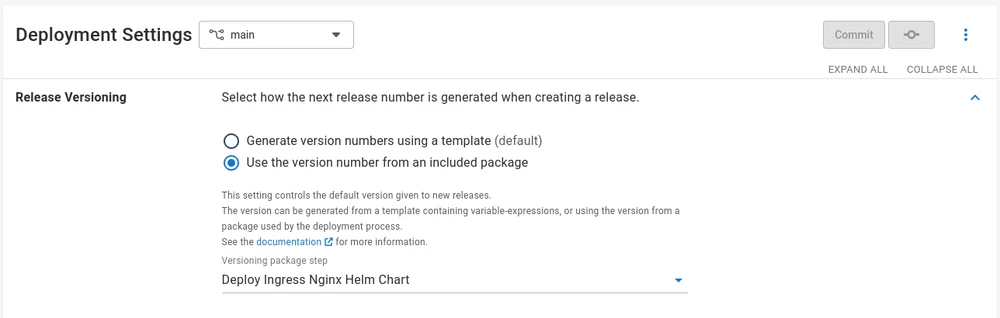 Deployment Settings main Commit
EXPAND ALL COLLAPSE ALL
Release Versioning Select how the next release number is generated when creating a release.
Generate version numbers using a template (default)
Use the version number from an included package
This setting controls the default version given to new releases.
The version can be generated from a template containing variable-expressions, or using the version from a
package used by the deployment process.
See the documentation for more information.
Versioning package step
Deploy Ingress Nginx Helm Chart